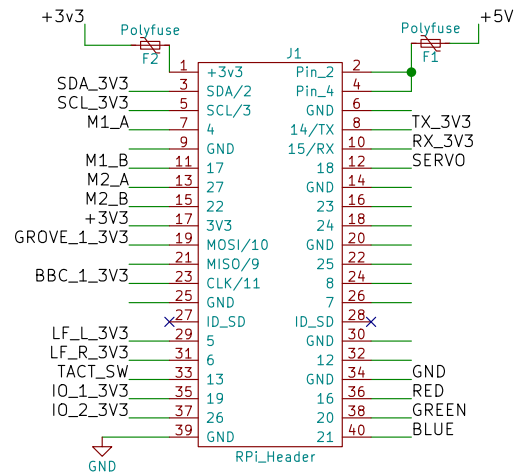 +3v3
Polyfuse
F2
Polyfuse
F1
+5V
J1
1 +3v3 Pin_2 2
SDA_3V3 3 SDA/2 Pin_4 4
SCL_3V3 5 SCL/3 GND 6
M1_A 7 4 14/TX 8 TX_3V3
9 GND 15/RX 10 RX_3V3
M1_B 11 17 18 12 SERVO
M2_A 13 27 GND 14
M2_B 15 22 23 16
+3V3 17 3V3 24 18
GROVE_1_3V3 19 MOSI/10 GND 20
21 MISO/9 25 22
BBC_1_3V3 23 CLK/11 8 24
25 GND 7 26
27 ID_SD ID_SD 28
LF_L_3V3 29 5 GND 30
LF_R_3V3 31 6 12 32
TACT_SW 33 13 GND 34 GND
IO_1_3V3 35 19 16 36 RED
IO_2_3V3 37 26 20 38 GREEN
39 GND 21 40 BLUE
GND
RPi_Header